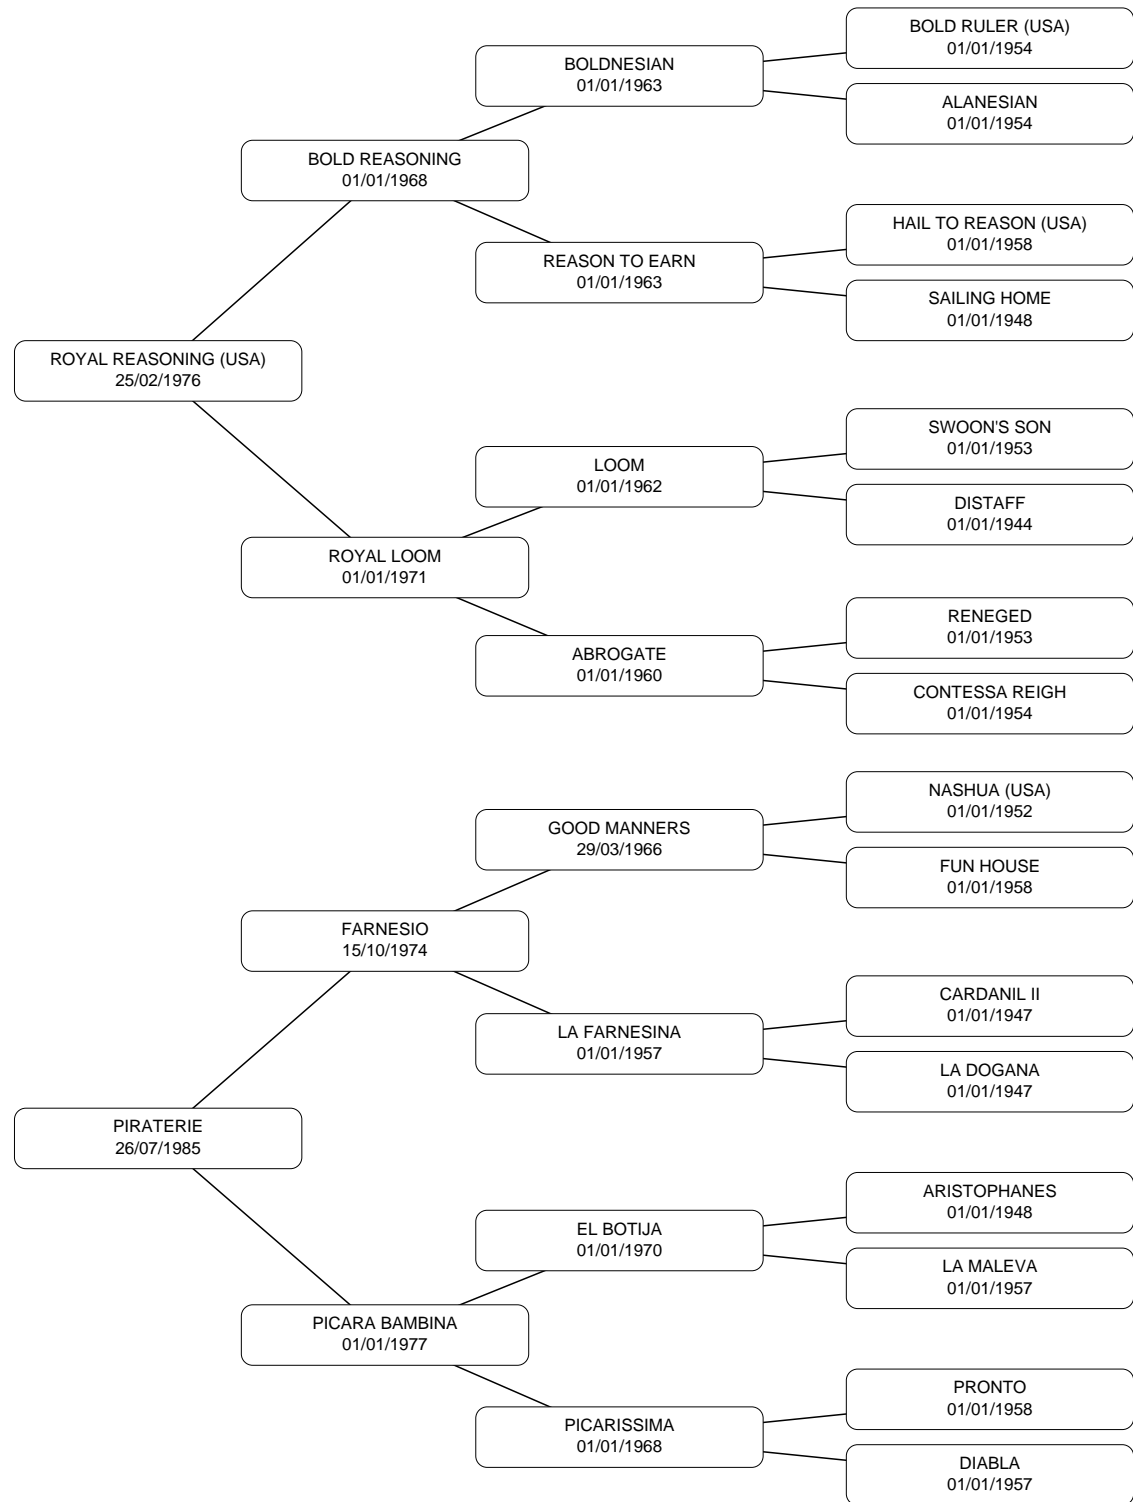 BOLD RULER (USA)
01/01/1954
BOLDNESIAN
01/01/1963
ALANESIAN
01/01/1954
BOLD REASONING
01/01/1968
HAIL TO REASON (USA)
01/01/1958
REASON TO EARN
01/01/1963
SAILING HOME
01/01/1948
ROYAL REASONING (USA)
25/02/1976
SWOON'S SON
01/01/1953
LOOM
01/01/1962
DISTAFF
01/01/1944
ROYAL LOOM
01/01/1971
RENEGED
01/01/1953
ABROGATE
01/01/1960
CONTESSA REIGH
01/01/1954
NASHUA (USA)
01/01/1952
GOOD MANNERS
29/03/1966
FUN HOUSE
01/01/1958
FARNESIO
15/10/1974
CARDANIL II
01/01/1947
LA FARNESINA
01/01/1957
LA DOGANA
01/01/1947
PIRATERIE
26/07/1985
ARISTOPHANES
01/01/1948
EL BOTIJA
01/01/1970
LA MALEVA
01/01/1957
PICARA BAMBINA
01/01/1977
PRONTO
01/01/1958
PICARISSIMA
01/01/1968
DIABLA
01/01/1957